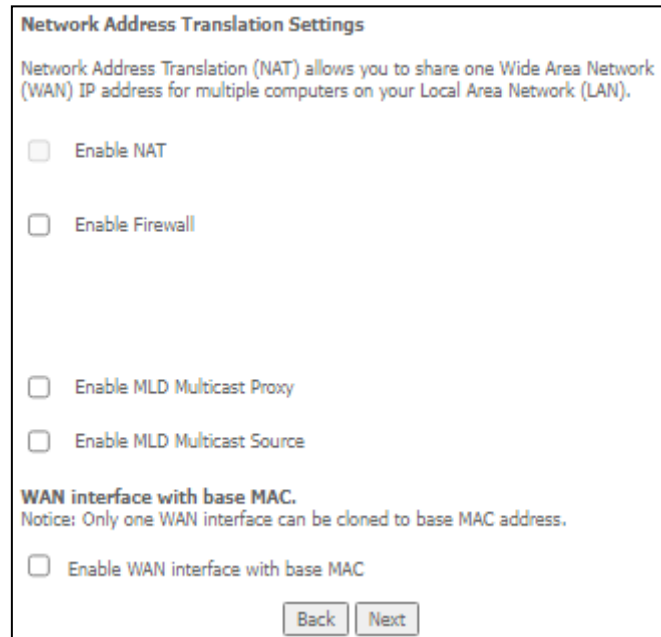 Network Address Translation Settings
Network Address Translation (NAT) allows you to share one Wide Area Network
(WAN) IP address for multiple computers on your Local Area Network (LAN).
Enable NAT
Enable Firewall
Enable MLD Multicast Proxy
Enable MLD Multicast Source
WAN interface with base MAC.
Notice: Only one WAN interface can be cloned to base MAC address.
Enable WAN interface with base MAC
Back Next